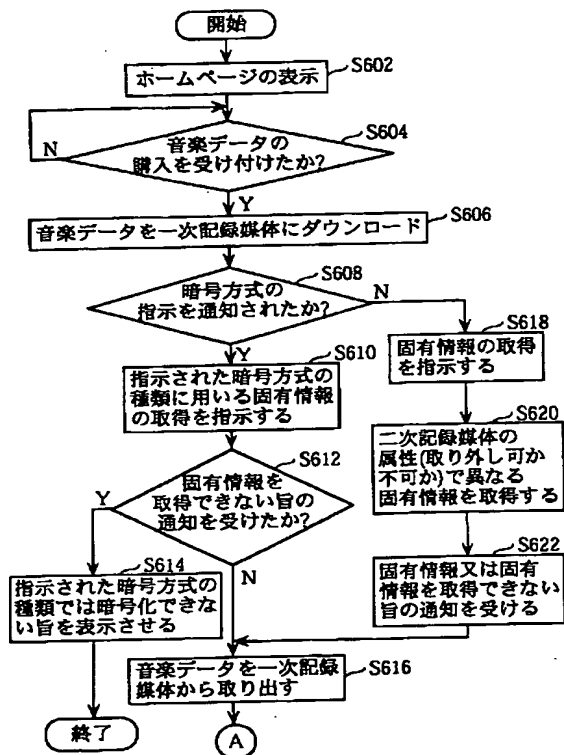 開始
ホームページの表示
S602
音楽データの
購入を受け付けたか?
S604
N
Y
音楽データを一次記録媒体にダウンロード
S606
暗号方式の
指示を通知されたか?
S608
N
Y
指示された暗号方式の
種類に用いる固有情報
の取得を指示する
S610
固有情報の取得
を指示する
S618
二次記録媒体の
属性(取り外し可か
不可か)で異なる
固有情報を取得する
S620
固有情報を
取得できない旨の
通知を受けたか?
S612
Y
N
固有情報又は固有
情報を取得できない
旨の通知を受ける
S622
指示された暗号方式の
種類では暗号化できな
い旨を表示させる
S614
音楽データを一次記録
媒体から取り出す
S616
終了
A